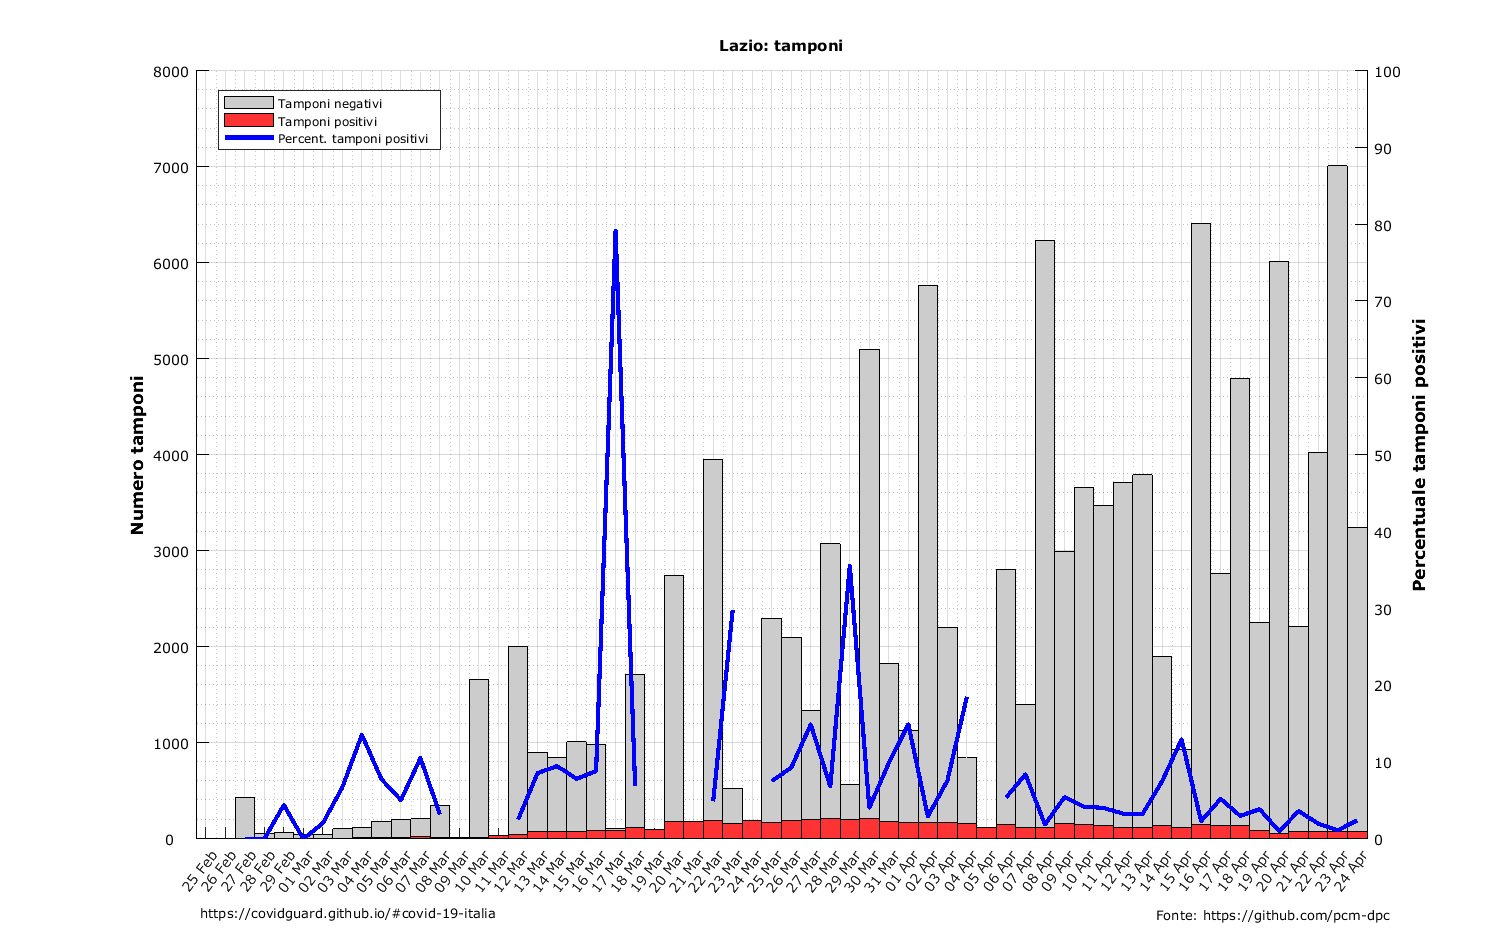 Lazio: tamponi
Tamponi negativi
Tamponi positivi
Percent. tamponi positivi
8000
7000
6000
5000
4000
3000
2000
1000
0
Numero tamponi
100
90
80
70
60
50
40
30
20
10
0
Percentuale tamponi positivi
25 Feb
26 Feb
27 Feb
28 Feb
29 Feb
01 Mar
02 Mar
03 Mar
04 Mar
05 Mar
06 Mar
07 Mar
08 Mar
09 Mar
10 Mar
11 Mar
12 Mar
13 Mar
14 Mar
15 Mar
16 Mar
17 Mar
18 Mar
19 Mar
20 Mar
21 Mar
22 Mar
23 Mar
24 Mar
25 Mar
26 Mar
27 Mar
28 Mar
29 Mar
30 Mar
31 Mar
01 Apr
02 Apr
03 Apr
04 Apr
05 Apr
06 Apr
07 Apr
08 Apr
09 Apr
10 Apr
11 Apr
12 Apr
13 Apr
14 Apr
15 Apr
16 Apr
17 Apr
18 Apr
19 Apr
20 Apr
21 Apr
22 Apr
23 Apr
24 Apr
https://covidguard.github.io/#covid-19-italia
Fonte: https://github.com/pcm-dpc